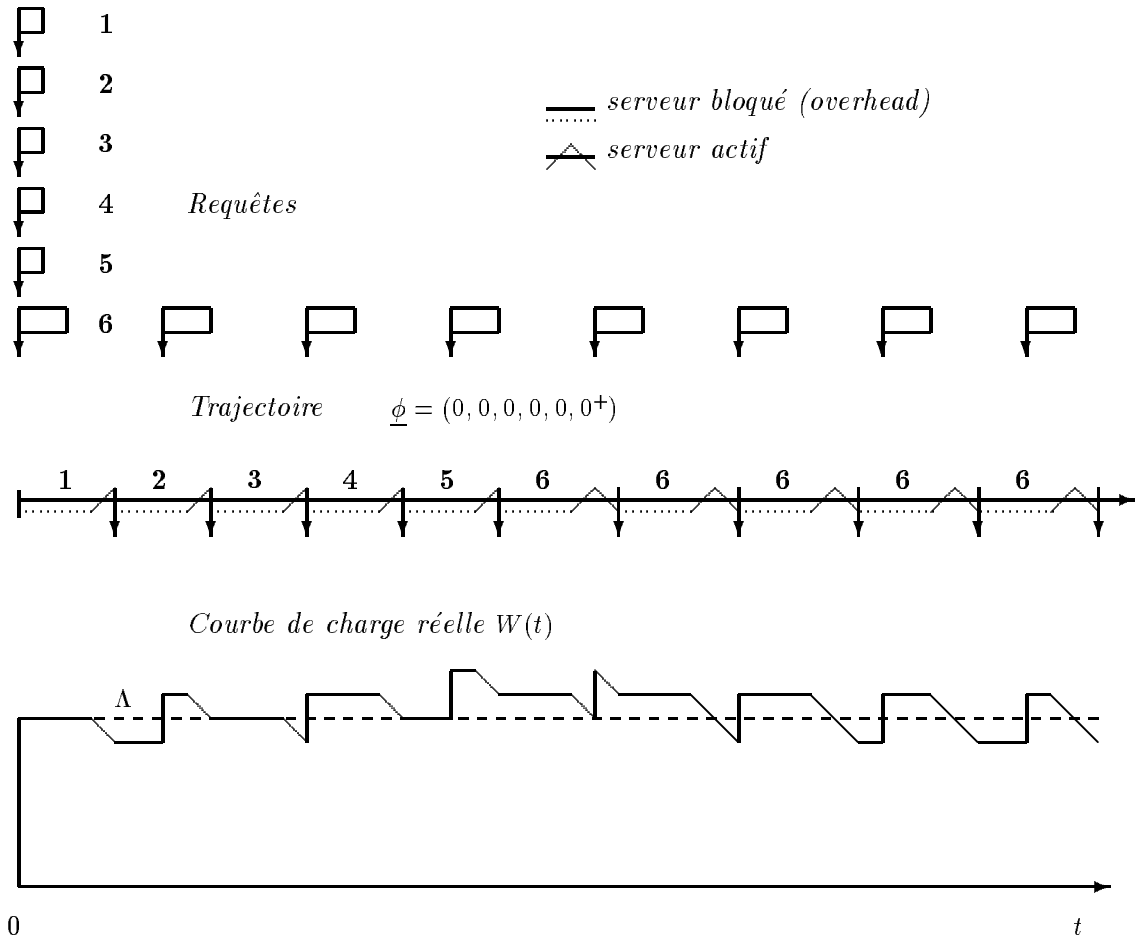 1
2
serveur bloqué (overhead)
3
serveur actif
4 Requêtes
5
6
Trajectoire ϕ = (0, 0, 0, 0, 0, 0⁺)
1 2 3 4 5 6 6 6 6 6
Courbe de charge réelle W(t)
Λ
0 t